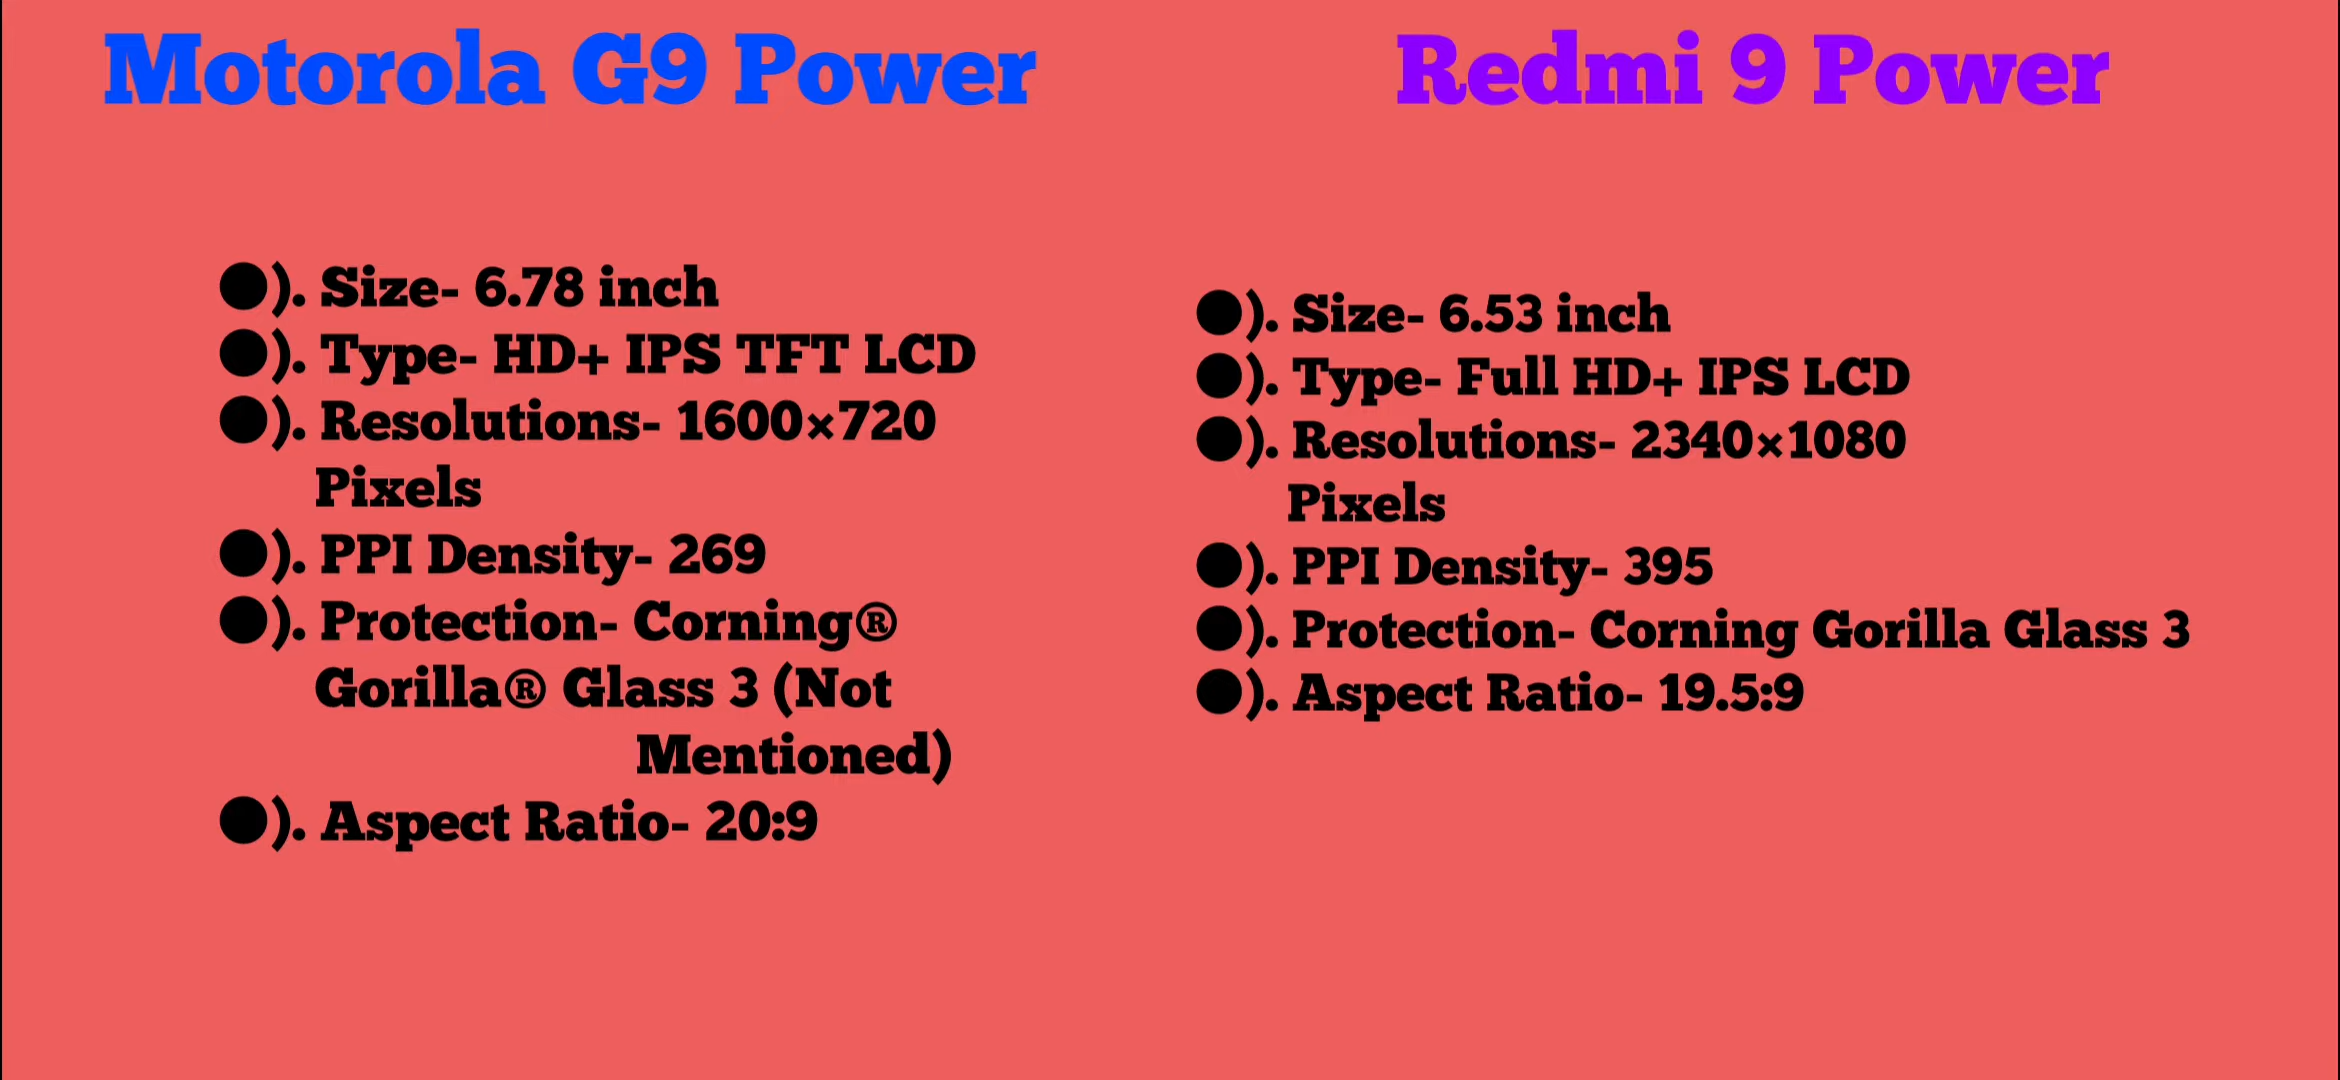 Motorola G9 Power
●). Size- 6.78 inch
●). Type- HD+ IPS TFT LCD
●). Resolutions- 1600×720
Pixels
●). PPI Density- 269
●). Protection- Corning®
Gorilla® Glass 3 (Not
Mentioned)
●). Aspect Ratio- 20:9
Redmi 9 Power
●). Size- 6.53 inch
●). Type- Full HD+ IPS LCD
●). Resolutions- 2340×1080
Pixels
●). PPI Density- 395
●). Protection- Corning Gorilla Glass 3
●). Aspect Ratio- 19.5:9